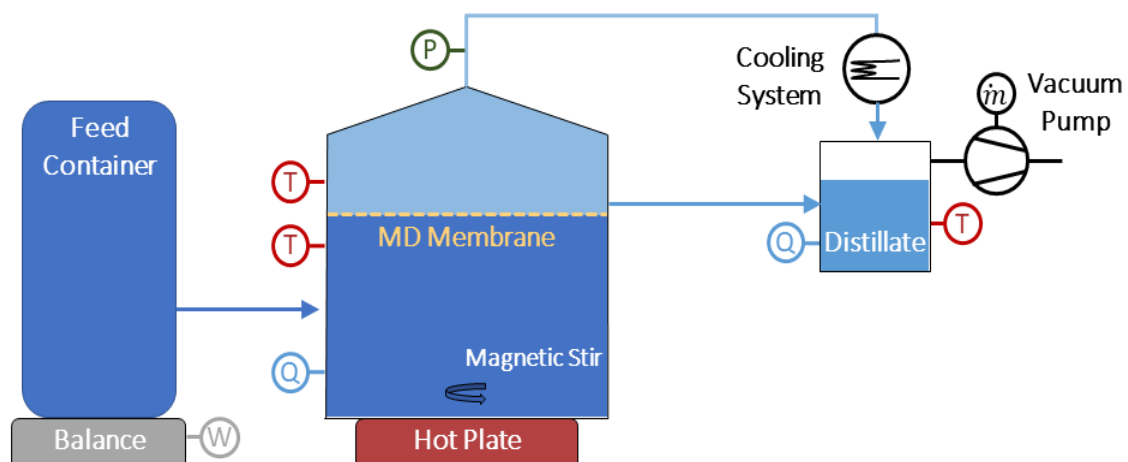 P
Cooling
System
ṁ
Vacuum
Pump
Feed
Container
T
T
MD Membrane
Q
Distillate
T
Q
Magnetic Stir
Balance
W
Hot Plate